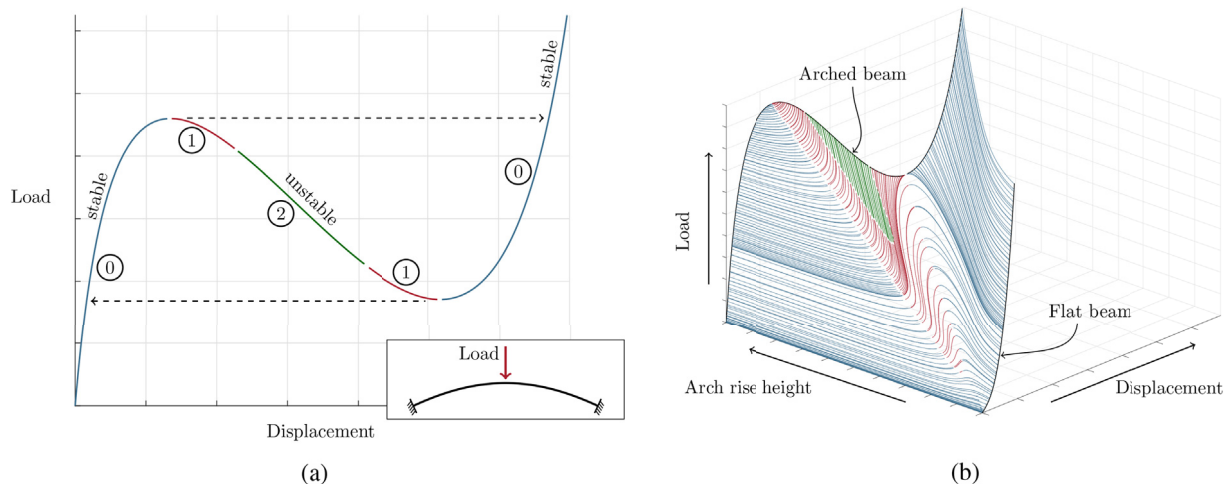 Load
stable
0
1
unstable
2
1
0
stable
Load
Displacement
(a)
Arched beam
Load
Flat beam
Arch rise height
Displacement
(b)